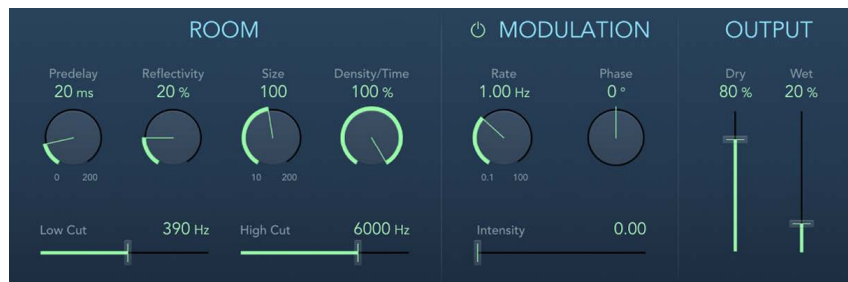 ROOM
MODULATION
OUTPUT
Predelay
20 ms
Reflectivity
20 %
Size
100
Density/Time
100 %
Rate
1.00 Hz
Phase
0 °
Dry
80 %
Wet
20 %
0 200
10 200
0.1 100
Low Cut 390 Hz
High Cut 6000 Hz
Intensity 0.00